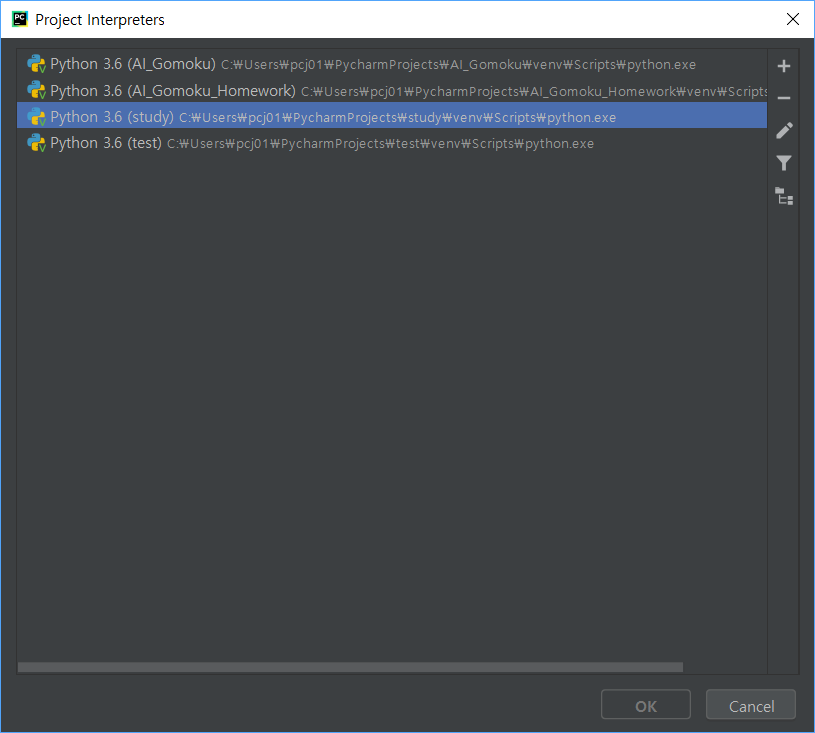 PC Project Interpreters
Python 3.6 (AI_Gomoku) C:₩Users₩pcj01₩PycharmProjects₩AI_Gomoku₩venv₩Scripts₩python.exe
Python 3.6 (AI_Gomoku_Homework) C:₩Users₩pcj01₩PycharmProjects₩AI_Gomoku_Homework₩venv₩Scripts
Python 3.6 (study) C:₩Users₩pcj01₩PycharmProjects₩study₩venv₩Scripts₩python.exe
Python 3.6 (test) C:₩Users₩pcj01₩PycharmProjects₩test₩venv₩Scripts₩python.exe
OK Cancel